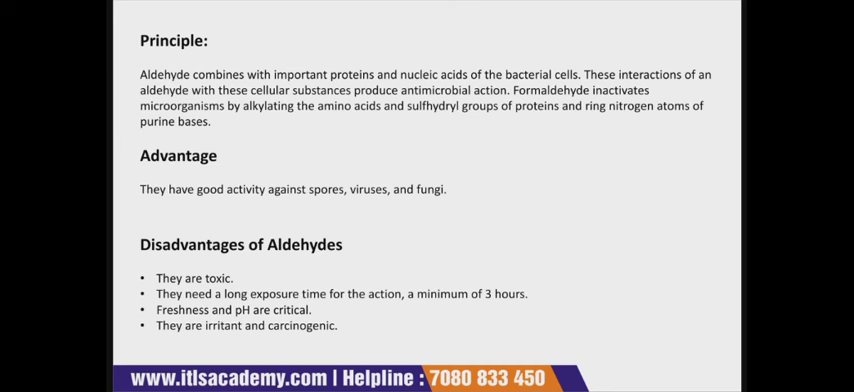 Principle:
Aldehyde combines with important proteins and nucleic acids of the bacterial cells. These interactions of an
aldehyde with these cellular substances produce antimicrobial action. Formaldehyde inactivates
microorganisms by alkylating the amino acids and sulfhydryl groups of proteins and ring nitrogen atoms of
purine bases.
Advantage
They have good activity against spores, viruses, and fungi.
Disadvantages of Aldehydes
• They are toxic.
• They need a long exposure time for the action, a minimum of 3 hours.
• Freshness and pH are critical.
• They are irritant and carcinogenic.
www.itlsacademy.com | Helpline : 7080 833 450